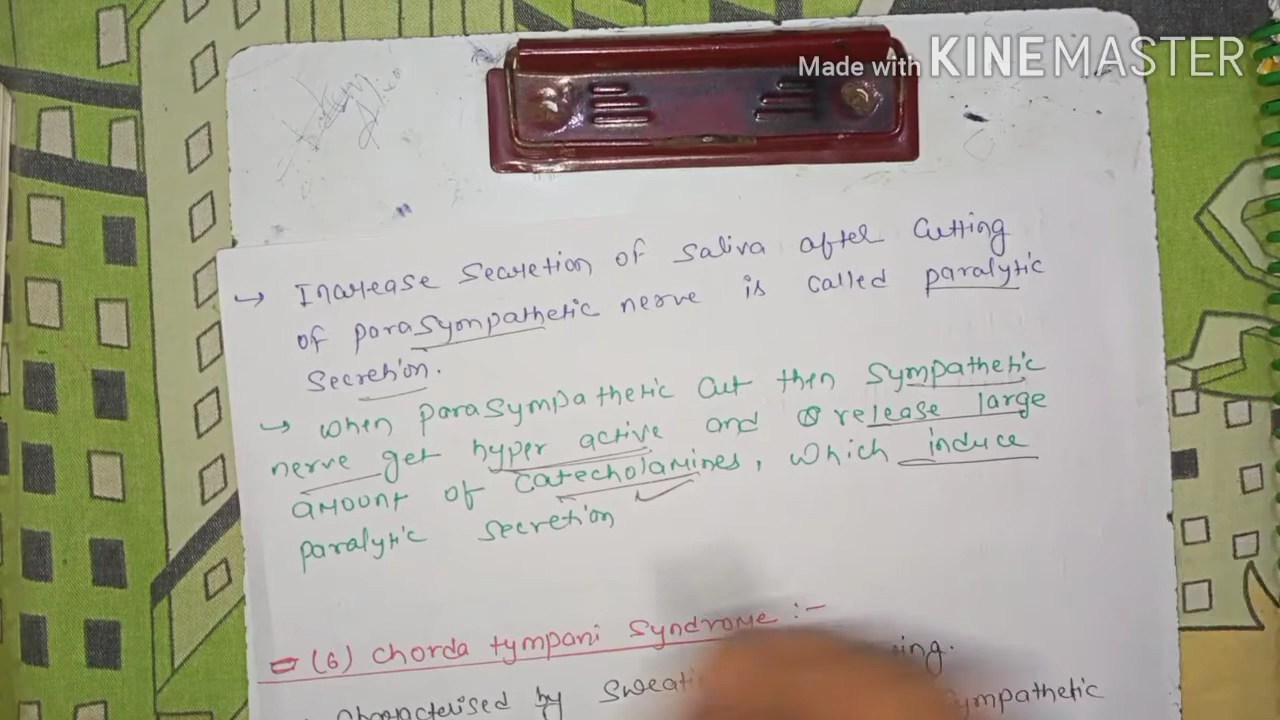 Made with KINEMASTER
→ Increase secretion of saliva after cutting
of parasympathetic nerve is called paralytic
secretion.
→ when parasympathetic cut then sympathetic
nerve get hyper active and release large
amount of catecholamines, which induce
paralytic secretion
(6) chorda tympani syndrome :-
characterised by